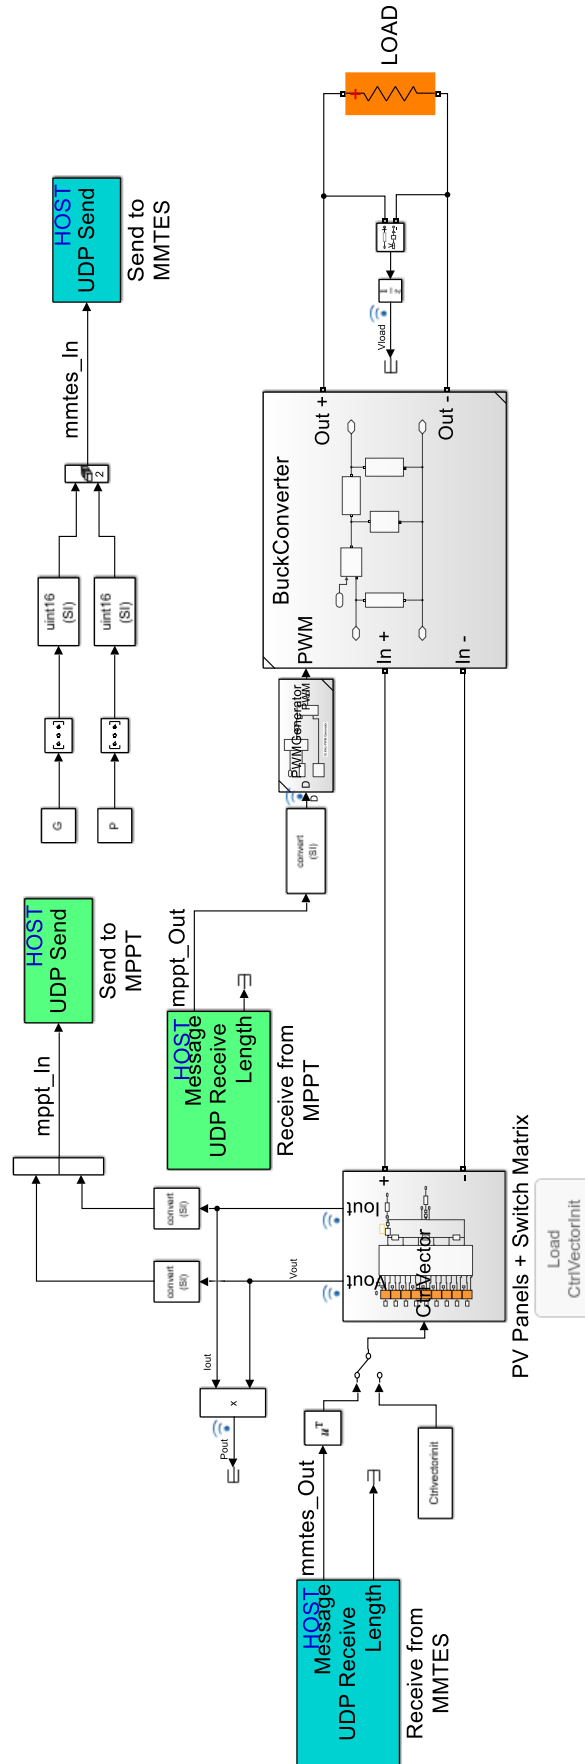 HOST
UDP Receive
Message
Length
Receive from
MMTES
mmtes_Out
u^T
Ctrlvectorinit
Pout
x
Iout
Vout
convert
(SI)
convert
(SI)
mppt_In
HOST
UDP Send
Send to
MPPT
Vout
Iout
CtrlVector
+
-
PV Panels + Switch Matrix
Load
CtrlVectorInit
HOST
UDP Receive
Message
Length
Receive from
MPPT
mppt_Out
convert
(SI)
D
D
PWMGenerator
PWM
G
P
uint16
(SI)
uint16
(SI)
2
mmtes_In
HOST
UDP Send
Send to
MMTES
PWM
BuckConverter
In +
In -
Out +
Out -
Vload
+
LOAD